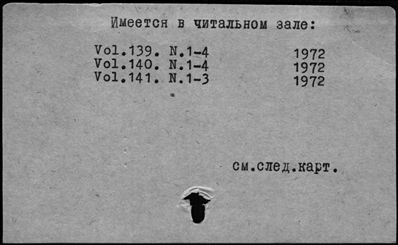 Имеется в читальном зале:
Vol.139. N.1-4 1972
Vol.140. N.1-4 1972
Vol.141. N.1-3 1972
см.след.карт.